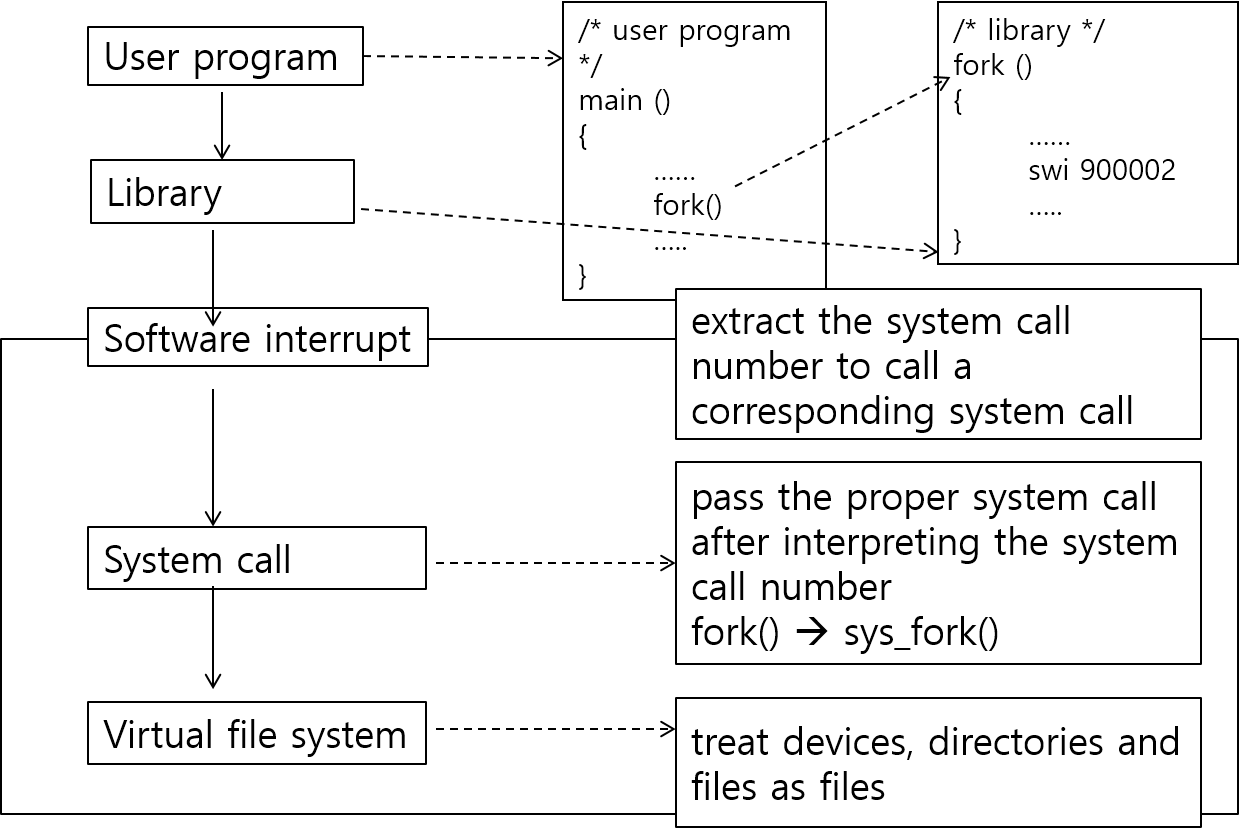 User program
/* user program
*/
main ()
{
......
fork()
.....
}
/* library */
fork ()
{
......
swi 900002
.....
}
Library
Software interrupt
extract the system call
number to call a
corresponding system call
System call
pass the proper system call
after interpreting the system
call number
fork() → sys_fork()
Virtual file system
treat devices, directories and
files as files